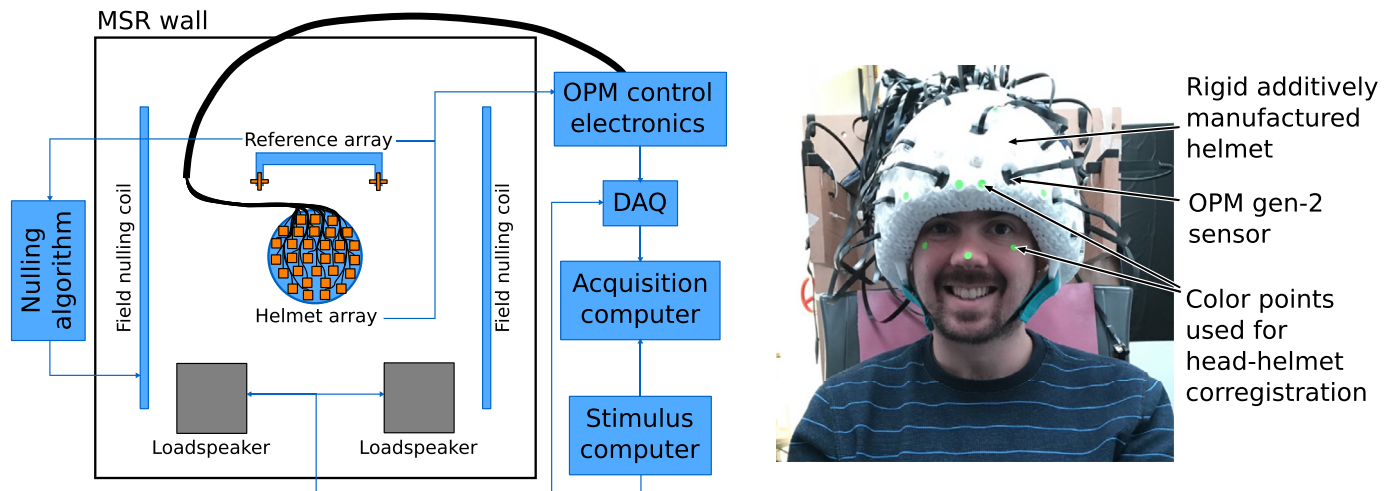 MSR wall
OPM control
electronics
Reference array
DAQ
Nulling
algorithm
Field nulling coil
Field nulling coil
Acquisition
computer
Helmet array
Stimulus
computer
Loadspeaker
Loadspeaker
Rigid additively
manufactured
helmet
OPM gen-2
sensor
Color points
used for
head-helmet
corregistration